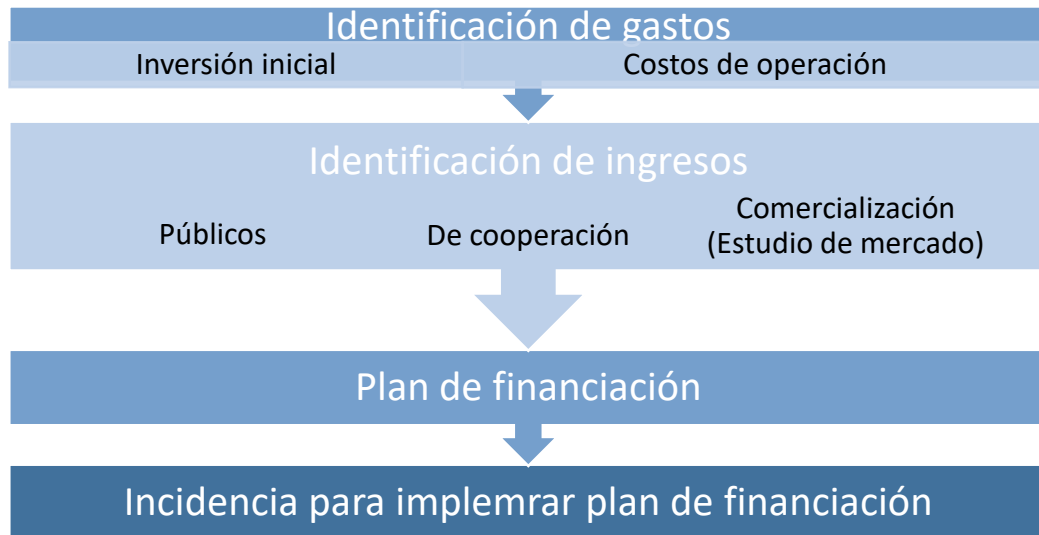 Identificación de gastos
Inversión inicial
Costos de operación
Identificación de ingresos
Públicos
De cooperación
Comercialización
(Estudio de mercado)
Plan de financiación
Incidencia para implemrar plan de financiación